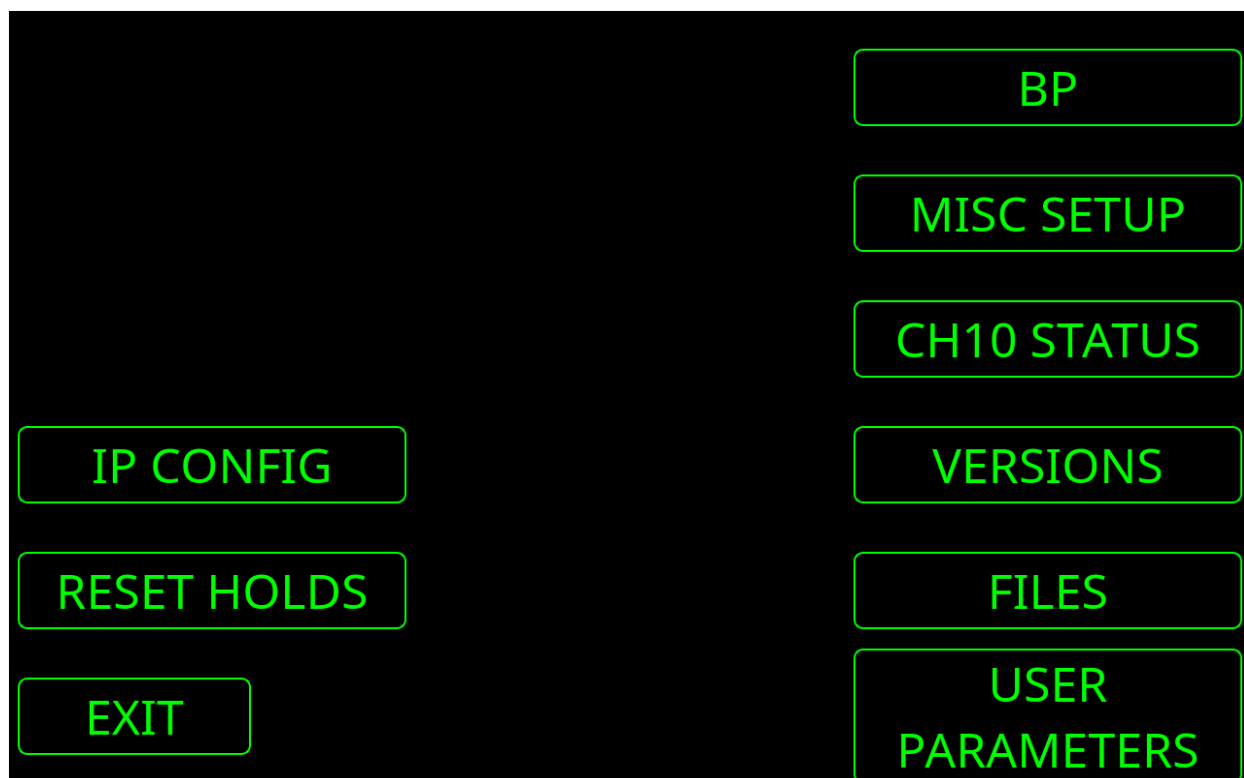 BP
MISC SETUP
CH10 STATUS
IP CONFIG
VERSIONS
RESET HOLDS
FILES
EXIT
USER
PARAMETERS